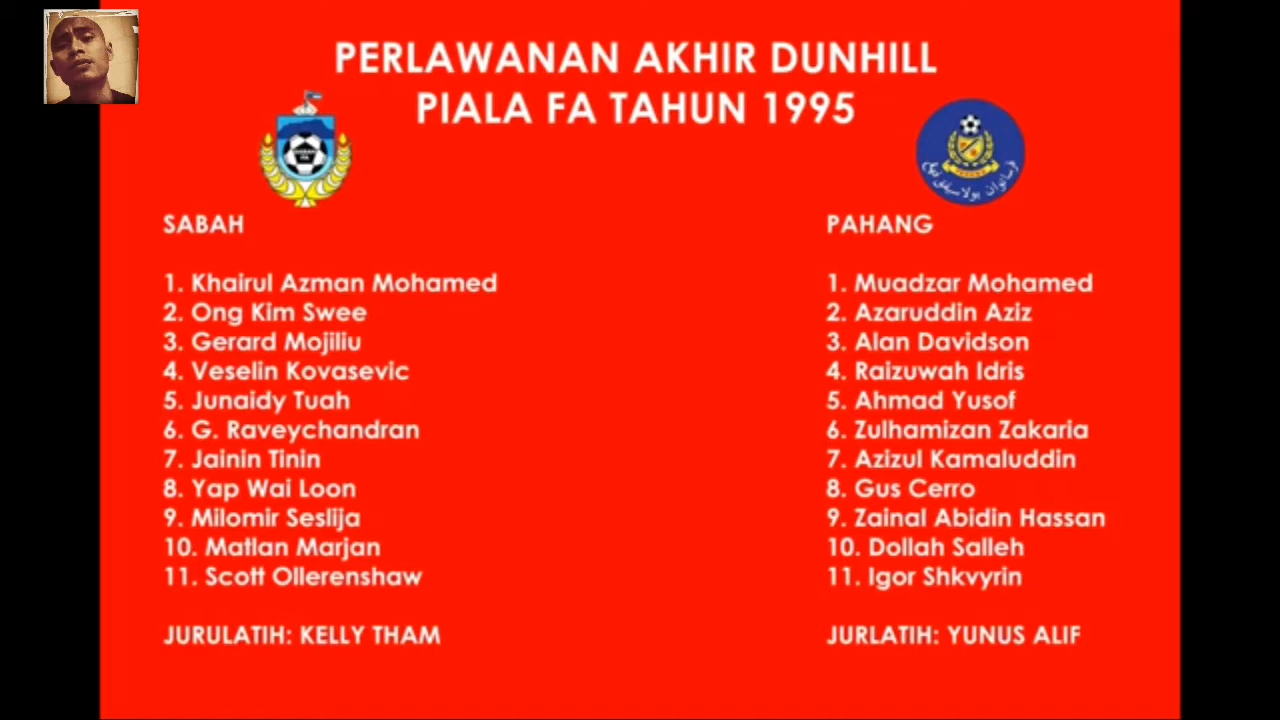 PERLAWANAN AKHIR DUNHILL
PIALA FA TAHUN 1995
SABAH
1. Khairul Azman Mohamed
2. Ong Kim Swee
3. Gerard Mojiliu
4. Veselin Kovasevic
5. Junaidy Tuah
6. G. Raveychandran
7. Jainin Tinin
8. Yap Wai Loon
9. Milomir Seslija
10. Matlan Marjan
11. Scott Ollerenshaw
JURULATIH: KELLY THAM
PAHANG
1. Muadzar Mohamed
2. Azaruddin Aziz
3. Alan Davidson
4. Raizuwah Idris
5. Ahmad Yusof
6. Zulhamizan Zakaria
7. Azizul Kamaluddin
8. Gus Cerro
9. Zainal Abidin Hassan
10. Dollah Salleh
11. Igor Shkvyrin
JURLATIH: YUNUS ALIF